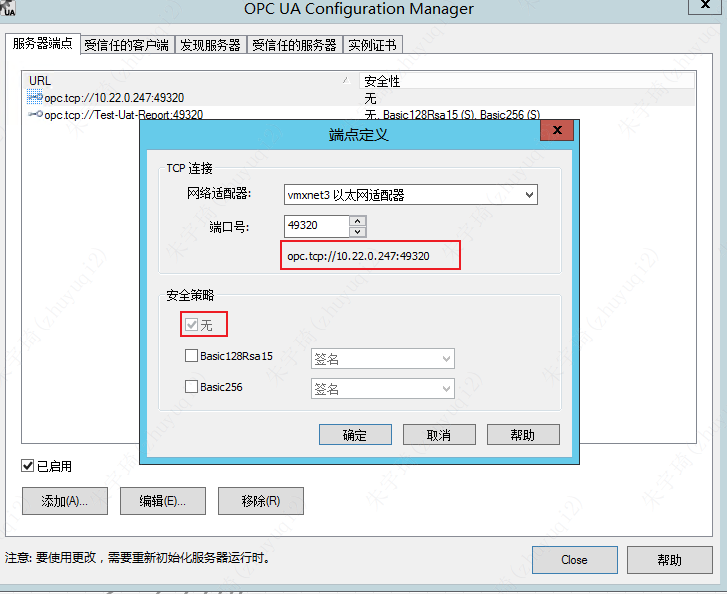 UA
OPC UA Configuration Manager
服务器端点 受信任的客户端 发现服务器 受信任的服务器 实例证书
URL 安全性
opc.tcp://10.22.0.247:49320 无
opc.tcp://Test-Uat-Report:49320 无, Basic128Rsa15 (S), Basic256 (S)
端点定义
TCP 连接
网络适配器: vmxnet3 以太网适配器
端口号: 49320
opc.tcp://10.22.0.247:49320
安全策略
无
Basic128Rsa15 签名
Basic256 签名
确定 取消 帮助
已启用
添加(A)... 编辑(E)... 移除(R)
注意: 要使用更改，需要重新初始化服务器运行时。
Close 帮助